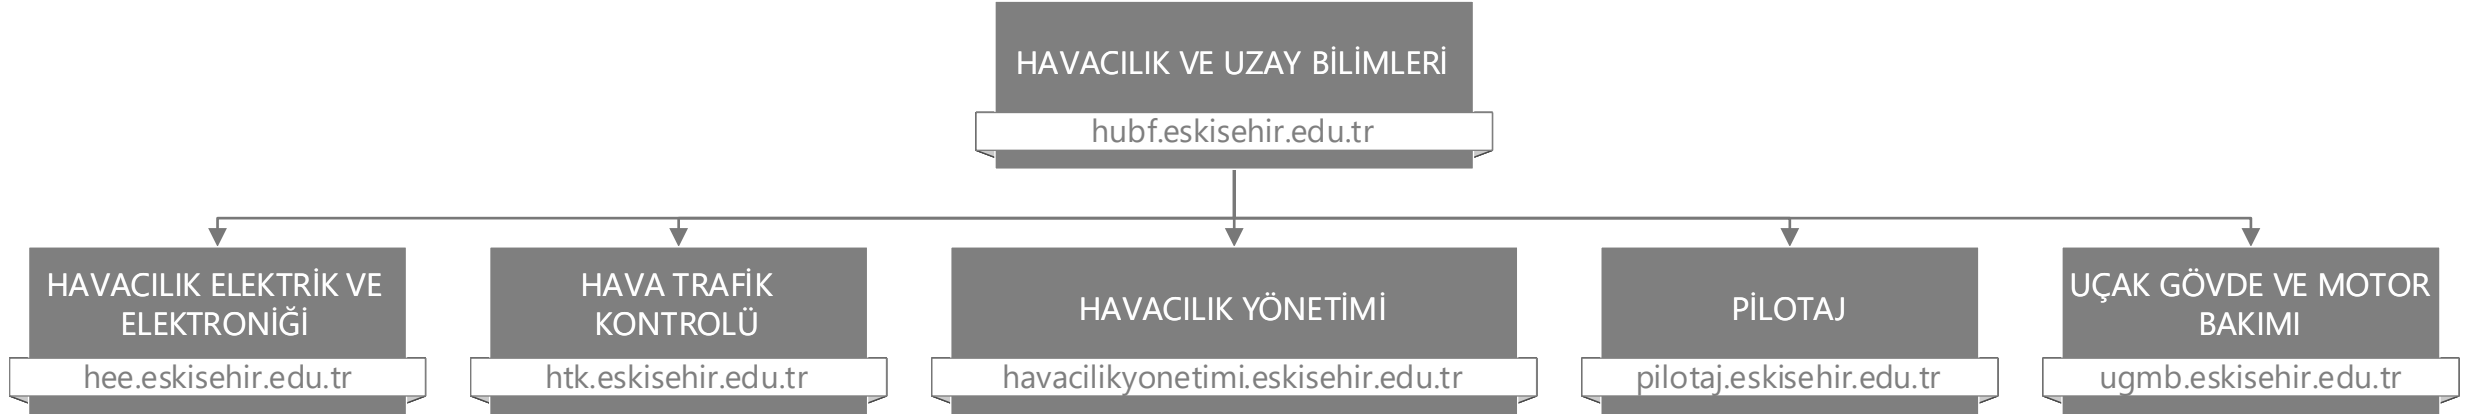 HAVACILIK VE UZAY BİLİMLERİ
hubf.eskisehir.edu.tr
HAVACILIK ELEKTRİK VE
ELEKTRONİĞİ
hee.eskisehir.edu.tr
HAVA TRAFİK
KONTROLÜ
htk.eskisehir.edu.tr
HAVACILIK YÖNETİMİ
havacilikyonetimi.eskisehir.edu.tr
PİLOTAJ
pilotaj.eskisehir.edu.tr
UÇAK GÖVDE VE MOTOR
BAKIMI
ugmb.eskisehir.edu.tr